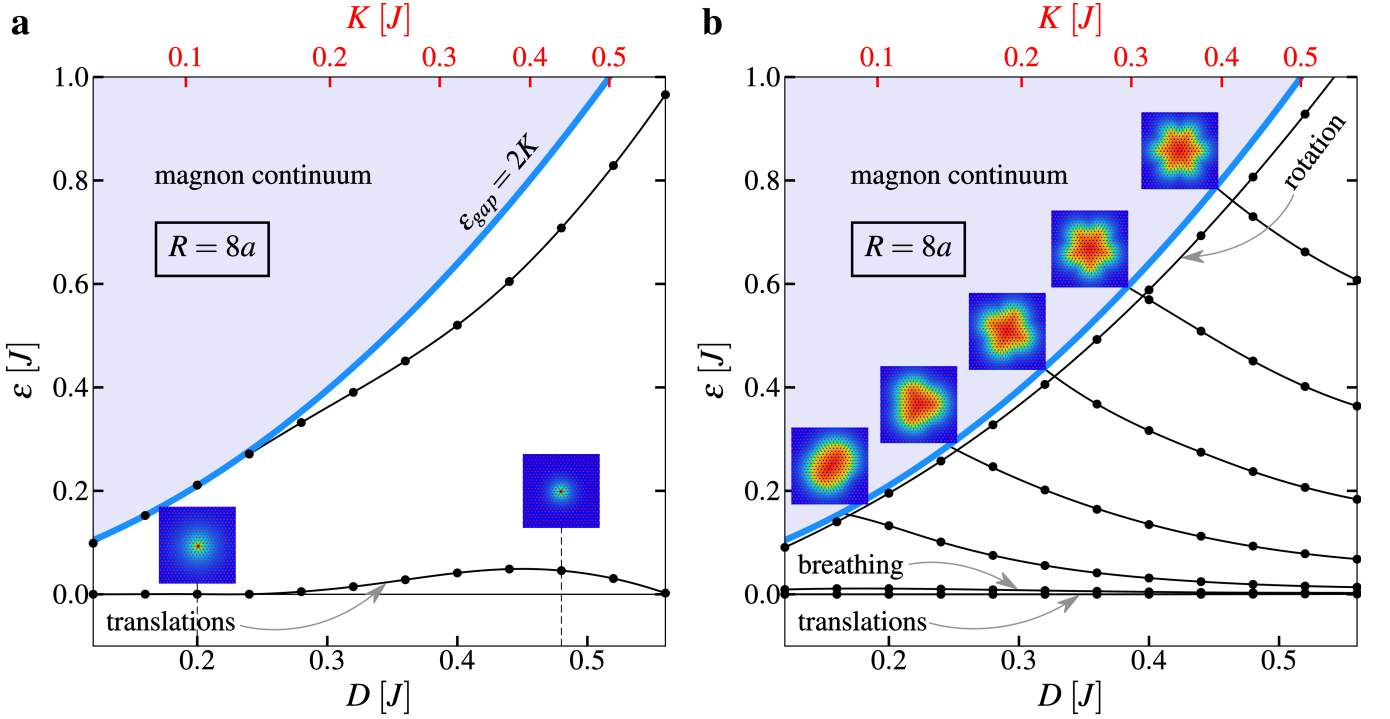 a
K [J]
0.1 0.2 0.3 0.4 0.5
1.0
0.8
0.6
0.4
0.2
0.0
ε [J]
magnon continuum
R = 8a
ε_gap = 2K
translations
0.2 0.3 0.4 0.5
D [J]
b
K [J]
0.1 0.2 0.3 0.4 0.5
1.0
0.8
0.6
0.4
0.2
0.0
ε [J]
magnon continuum
R = 8a
rotation
breathing
translations
0.2 0.3 0.4 0.5
D [J]